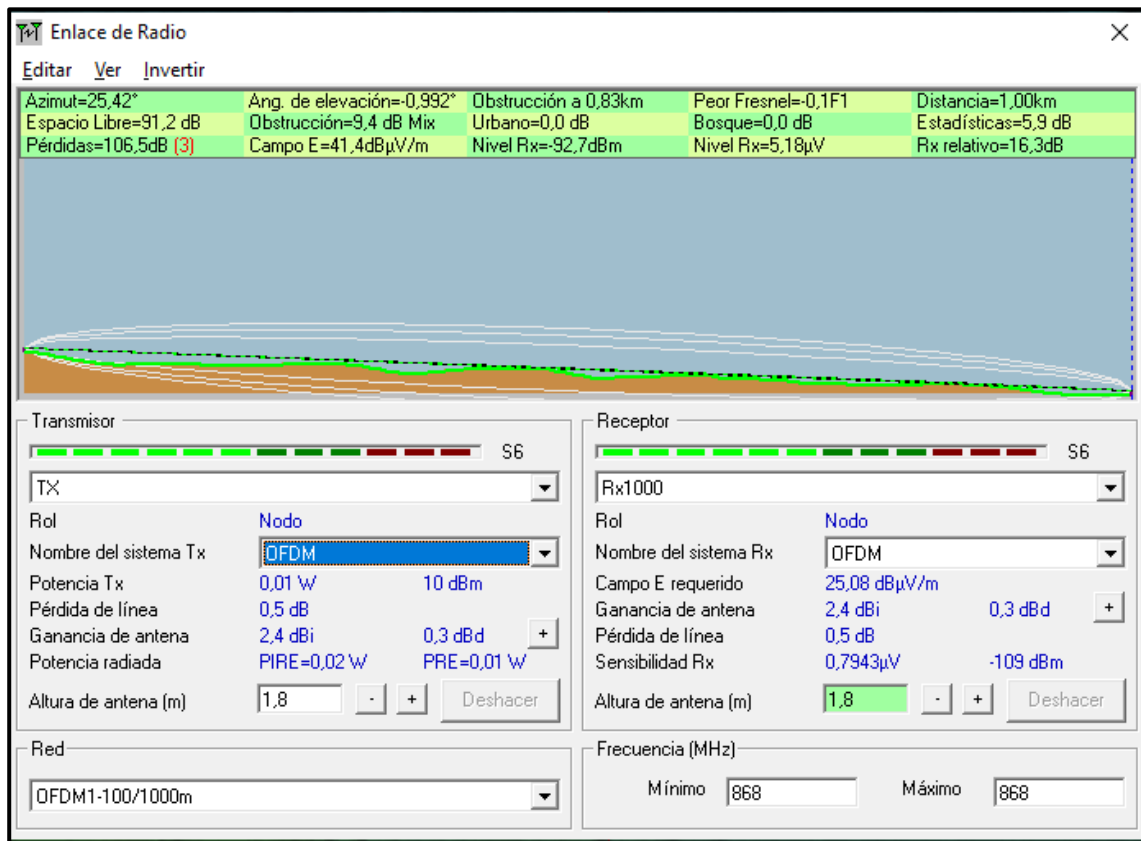 Enlace de Radio
Editar Ver Invertir
Azimut=25,42° Ang. de elevación=-0,992° Obstrucción a 0,83km Peor Fresnel=-0,1F1 Distancia=1,00km
Espacio Libre=91,2 dB Obstrucción=9,4 dB Mix Urbano=0,0 dB Bosque=0,0 dB Estadísticas=5,9 dB
Pérdidas=106,5dB (3) Campo E=41,4dBµV/m Nivel Rx=-92,7dBm Nivel Rx=5,18µV Rx relativo=16,3dB
Transmisor
S6
TX
Rol Nodo
Nombre del sistema Tx OFDM
Potencia Tx 0,01 W 10 dBm
Pérdida de línea 0,5 dB
Ganancia de antena 2,4 dBi 0,3 dBd +
Potencia radiada PIRE=0,02 W PRE=0,01 W
Altura de antena (m) 1,8 - + Deshacer
Red
OFDM1-100/1000m
Receptor
S6
Rx1000
Rol Nodo
Nombre del sistema Rx OFDM
Campo E requerido 25,08 dBµV/m
Ganancia de antena 2,4 dBi 0,3 dBd +
Pérdida de línea 0,5 dB
Sensibilidad Rx 0,7943µV -109 dBm
Altura de antena (m) 1,8 - + Deshacer
Frecuencia (MHz)
Mínimo 868 Máximo 868